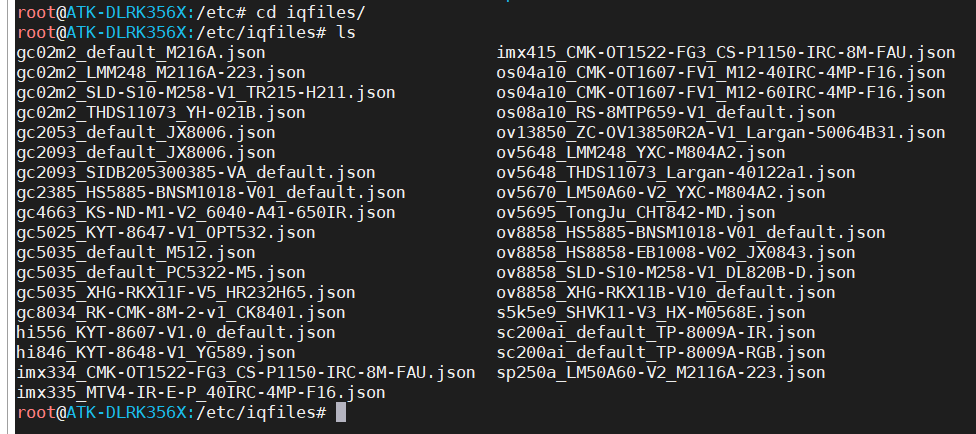 root@ATK-DLRK356X:/etc# cd iqfiles/
root@ATK-DLRK356X:/etc/iqfiles# ls
gc02m2_default_M216A.json imx415_CMK-OT1522-FG3_CS-P1150-IRC-8M-FAU.json
gc02m2_LMM248_M2116A-223.json os04a10_CMK-OT1607-FV1_M12-40IRC-4MP-F16.json
gc02m2_SLD-S10-M258-V1_TR215-H211.json os04a10_CMK-OT1607-FV1_M12-60IRC-4MP-F16.json
gc02m2_THDS11073_YH-021B.json os08a10_RS-8MTP659-V1_default.json
gc2053_default_JX8006.json ov13850_ZC-OV13850R2A-V1_Largan-50064B31.json
gc2093_default_JX8006.json ov5648_LMM248_YXC-M804A2.json
gc2093_SIDB205300385-VA_default.json ov5648_THDS11073_Largan-40122a1.json
gc2385_HS5885-BNSM1018-V01_default.json ov5670_LM50A60-V2_YXC-M804A2.json
gc4663_KS-ND-M1-V2_6040-A41-650IR.json ov5695_TongJu_CHT842-MD.json
gc5025_KYT-8647-V1_OPT532.json ov8858_HS5885-BNSM1018-V01_default.json
gc5035_default_M512.json ov8858_HS8858-EB1008-V02_JX0843.json
gc5035_default_PC5322-M5.json ov8858_SLD-S10-M258-V1_DL820B-D.json
gc5035_XHG-RKX11F-V5_HR232H65.json ov8858_XHG-RKX11B-V10_default.json
gc8034_RK-CMK-8M-2-v1_CK8401.json s5k5e9_SHVK11-V3_HX-M0568E.json
hi556_KYT-8607-V1.0_default.json sc200ai_default_TP-8009A-IR.json
hi846_KYT-8648-V1_YG589.json sc200ai_default_TP-8009A-RGB.json
imx334_CMK-OT1522-FG3_CS-P1150-IRC-8M-FAU.json sp250a_LM50A60-V2_M2116A-223.json
imx335_MTV4-IR-E-P_40IRC-4MP-F16.json
root@ATK-DLRK356X:/etc/iqfiles#